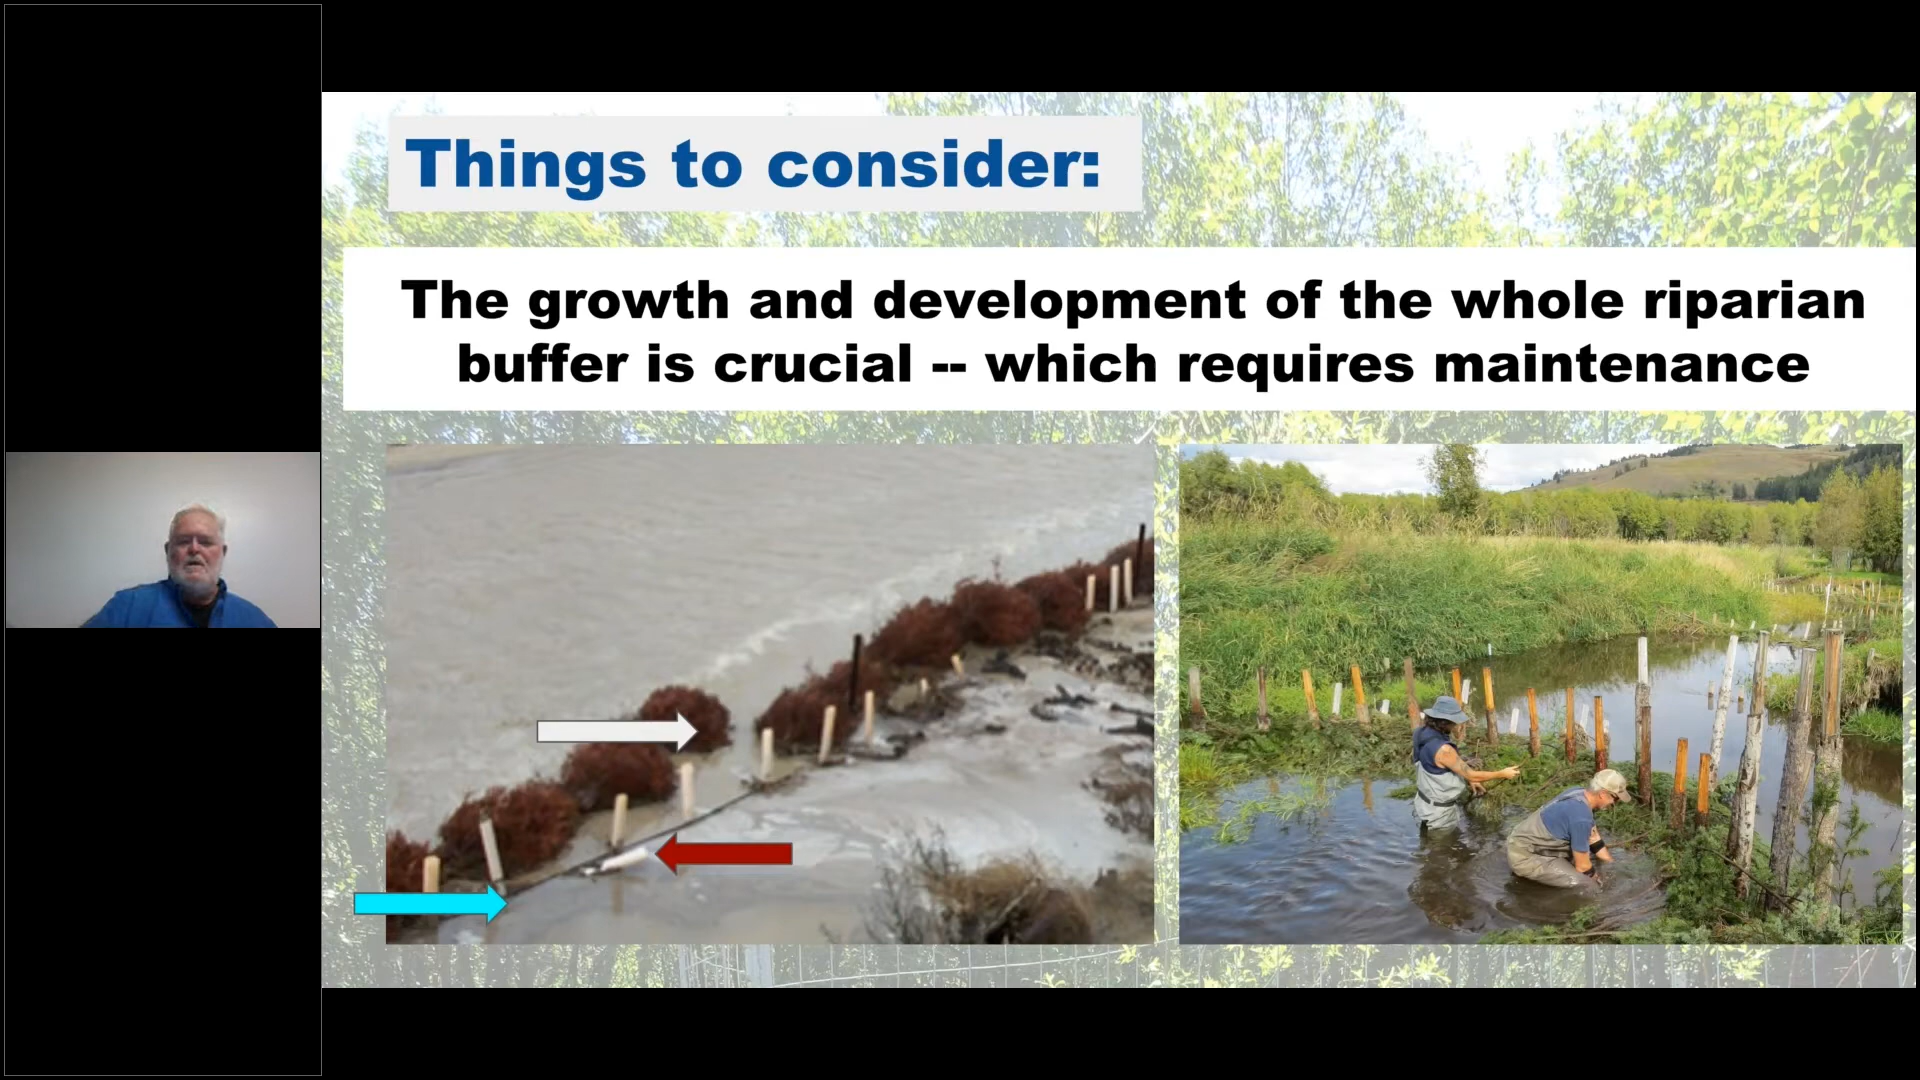 Things to consider:
The growth and development of the whole riparian
buffer is crucial -- which requires maintenance